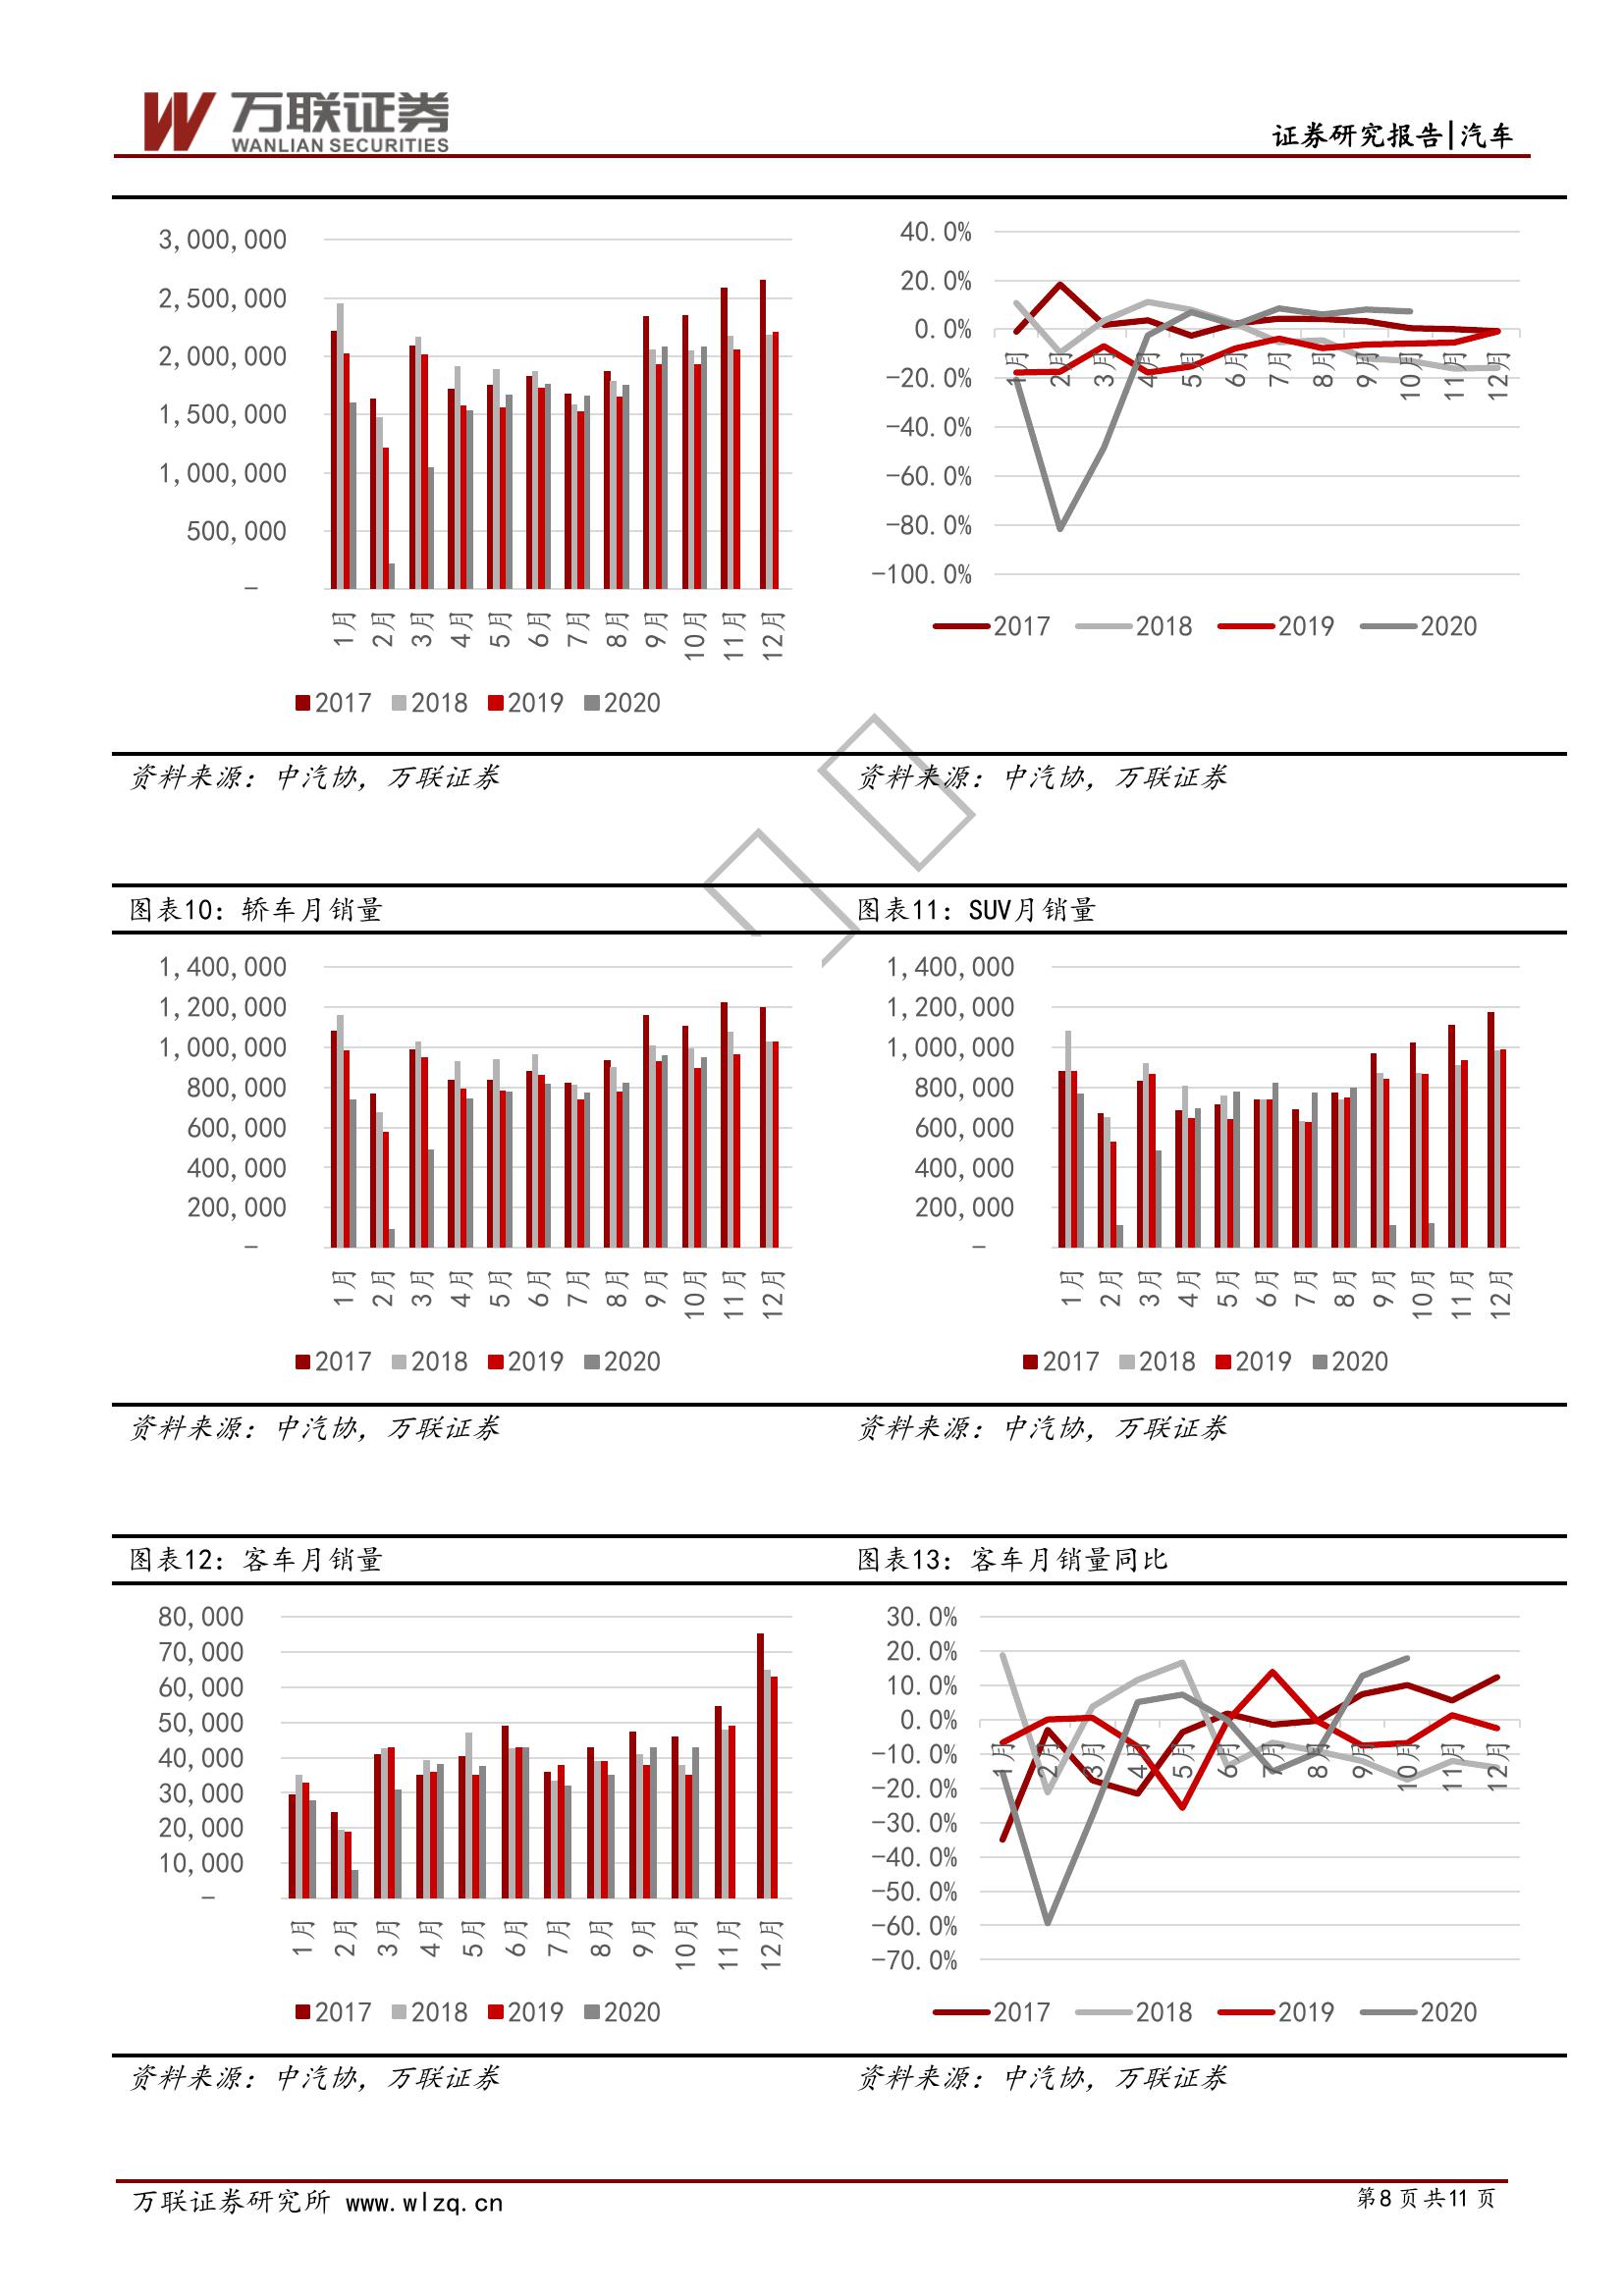 万联证券
WANLIAN SECURITIES
证券研究报告|汽车
3,000,000
2,500,000
2,000,000
1,500,000
1,000,000
500,000
–
1月 2月 3月 4月 5月 6月 7月 8月 9月 10月 11月 12月
2017 2018 2019 2020
40.0%
20.0%
0.0%
-20.0%
-40.0%
-60.0%
-80.0%
-100.0%
1月 2月 3月 4月 5月 6月 7月 8月 9月 10月 11月 12月
2017 2018 2019 2020
资料来源：中汽协，万联证券
资料来源：中汽协，万联证券
图表10：轿车月销量
图表11：SUV月销量
1,400,000
1,200,000
1,000,000
800,000
600,000
400,000
200,000
–
1月 2月 3月 4月 5月 6月 7月 8月 9月 10月 11月 12月
2017 2018 2019 2020
1,400,000
1,200,000
1,000,000
800,000
600,000
400,000
200,000
–
1月 2月 3月 4月 5月 6月 7月 8月 9月 10月 11月 12月
2017 2018 2019 2020
资料来源：中汽协，万联证券
资料来源：中汽协，万联证券
图表12：客车月销量
图表13：客车月销量同比
80,000
70,000
60,000
50,000
40,000
30,000
20,000
10,000
–
1月 2月 3月 4月 5月 6月 7月 8月 9月 10月 11月 12月
2017 2018 2019 2020
30.0%
20.0%
10.0%
0.0%
-10.0%
-20.0%
-30.0%
-40.0%
-50.0%
-60.0%
-70.0%
1月 2月 3月 4月 5月 6月 7月 8月 9月 10月 11月 12月
2017 2018 2019 2020
资料来源：中汽协，万联证券
资料来源：中汽协，万联证券
万联证券研究所 www.wlzq.cn
第8页共11页